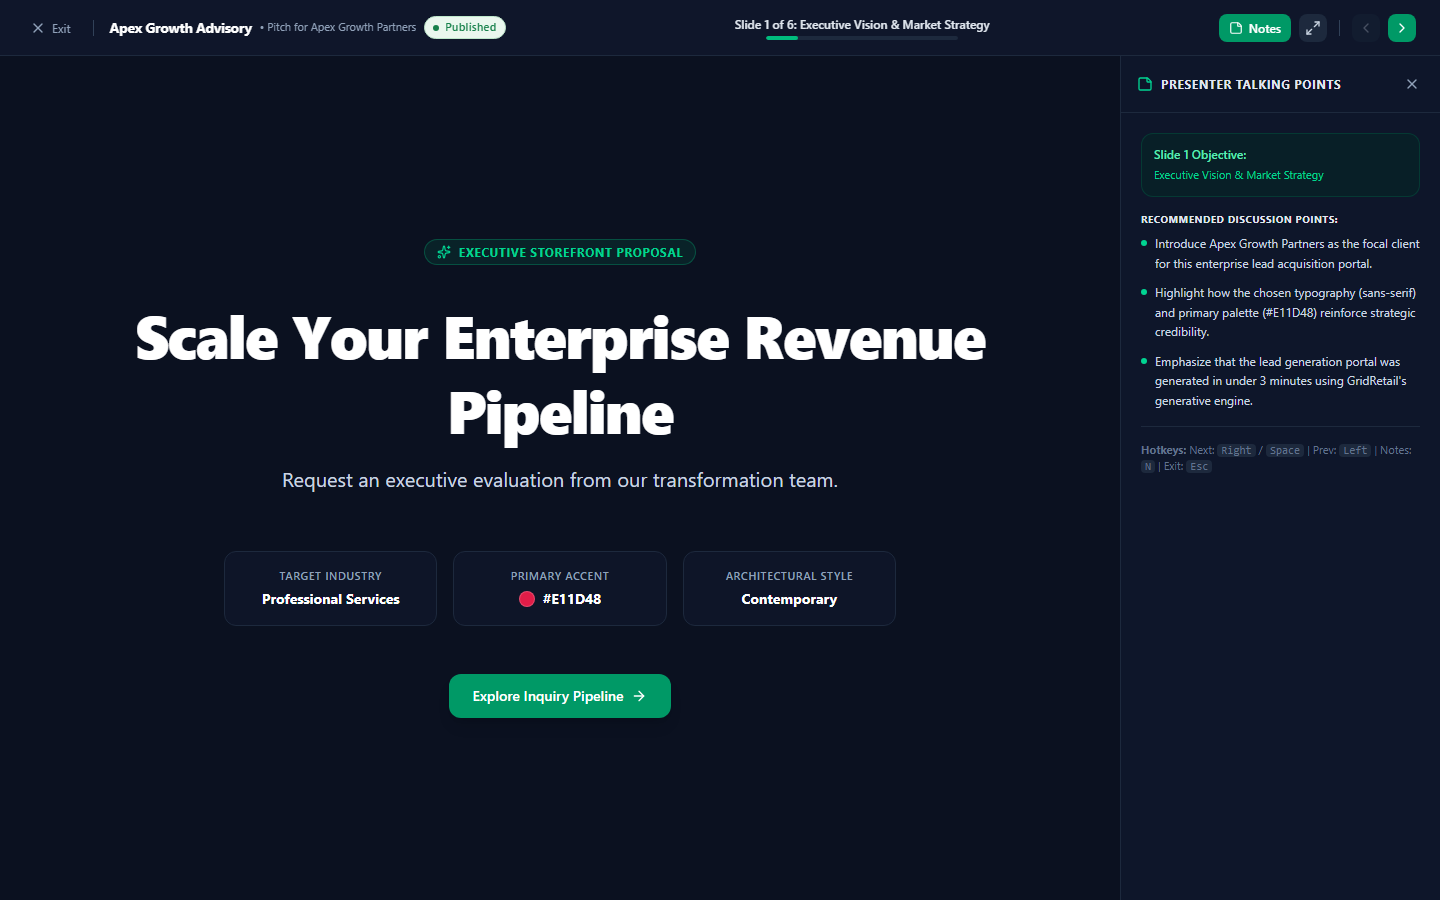 Exit
Apex Growth Advisory • Pitch for Apex Growth Partners
Published
Slide 1 of 6: Executive Vision & Market Strategy
Notes
PRESENTER TALKING POINTS
Slide 1 Objective:
Executive Vision & Market Strategy
RECOMMENDED DISCUSSION POINTS:
Introduce Apex Growth Partners as the focal client
for this enterprise lead acquisition portal.
Highlight how the chosen typography (sans-serif)
and primary palette (#E11D48) reinforce strategic
credibility.
Emphasize that the lead generation portal was
generated in under 3 minutes using GridRetail's
generative engine.
Hotkeys: Next: Right / Space | Prev: Left | Notes:
N | Exit: Esc
EXECUTIVE STOREFRONT PROPOSAL
Scale Your Enterprise Revenue
Pipeline
Request an executive evaluation from our transformation team.
TARGET INDUSTRY
Professional Services
PRIMARY ACCENT
#E11D48
ARCHITECTURAL STYLE
Contemporary
Explore Inquiry Pipeline →